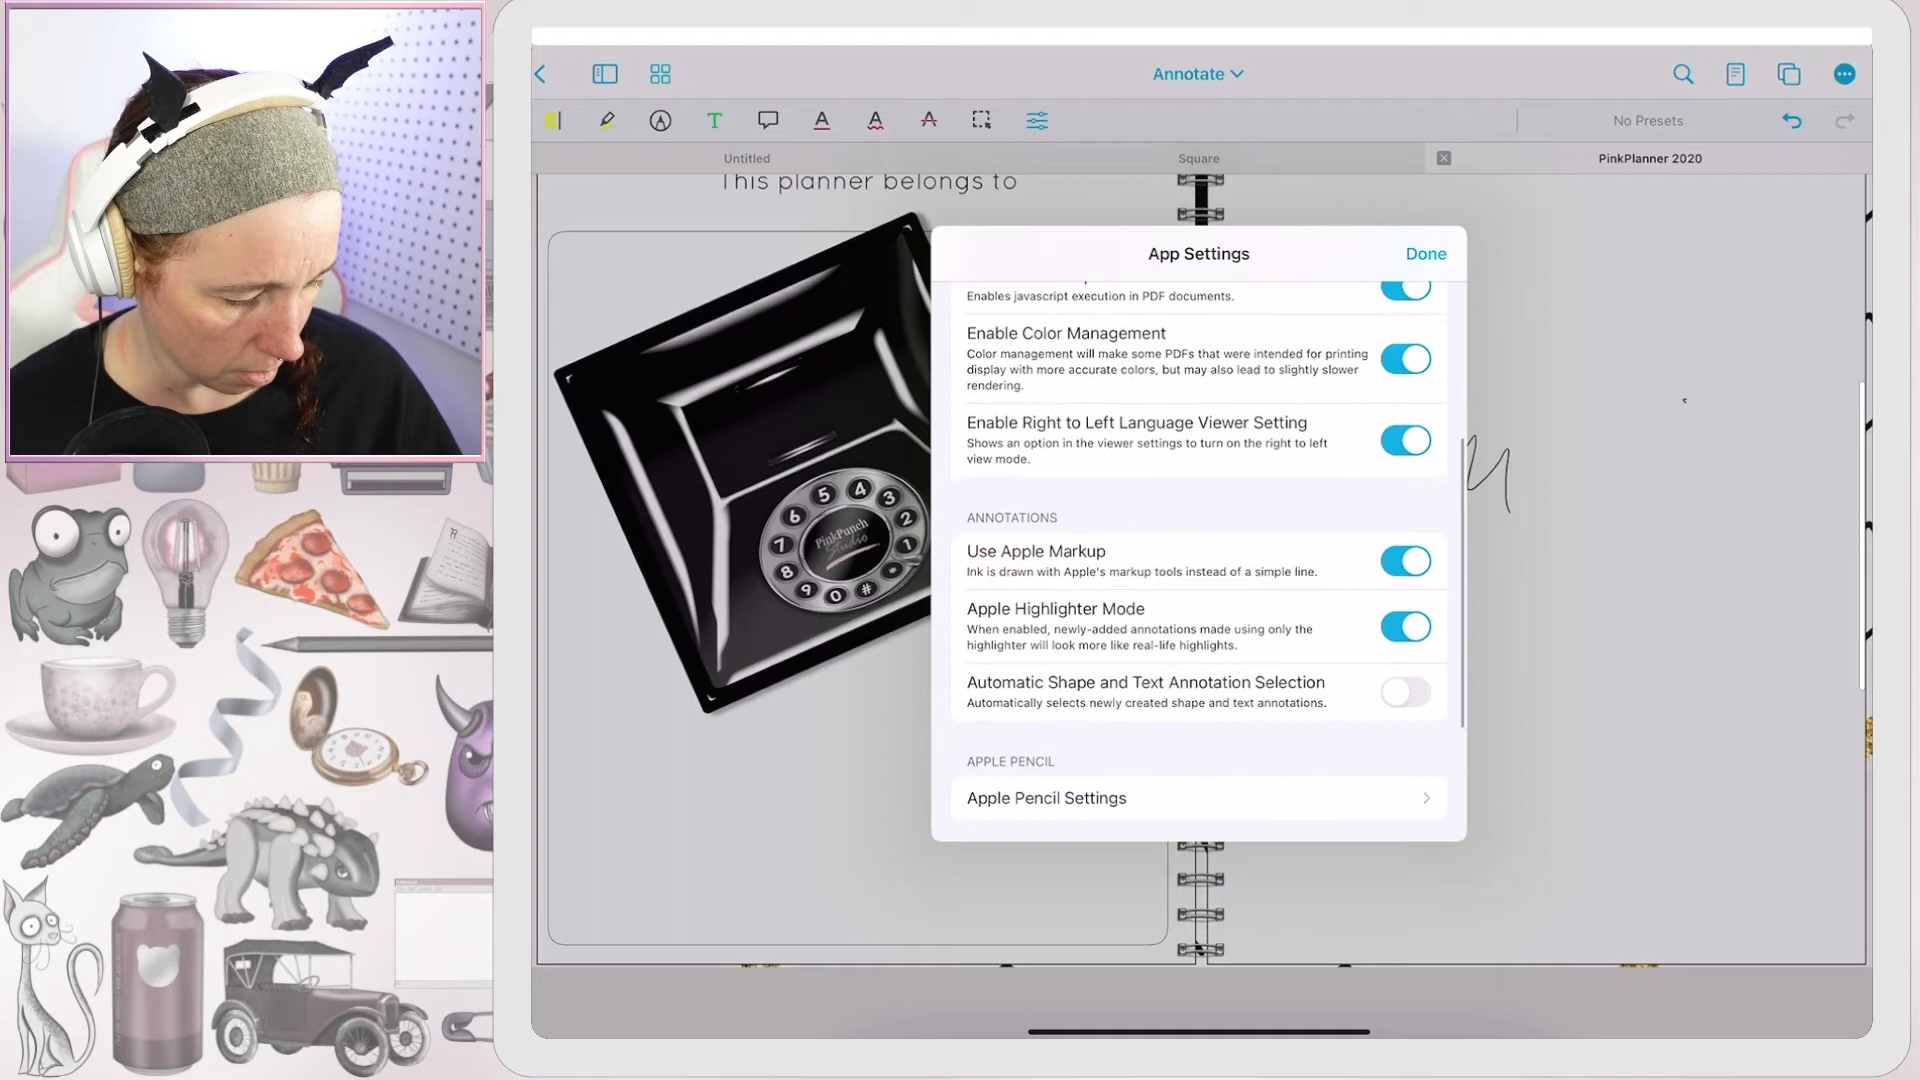 Annotate
No Presets
Untitled
Square
PinkPlanner 2020
This planner belongs to
App Settings
Done
Enables javascript execution in PDF documents.
Enable Color Management
Color management will make some PDFs that were intended for printing
display with more accurate colors, but may also lead to slightly slower
rendering.
Enable Right to Left Language Viewer Setting
Shows an option in the viewer settings to turn on the right to left
view mode.
ANNOTATIONS
Use Apple Markup
Ink is drawn with Apple's markup tools instead of a simple line.
Apple Highlighter Mode
When enabled, newly-added annotations made using only the
highlighter will look more like real-life highlights.
Automatic Shape and Text Annotation Selection
Automatically selects newly created shape and text annotations.
APPLE PENCIL
Apple Pencil Settings
5 4 3
6 2
7 1
8 *
9 0 #
PinkPunch
Studio